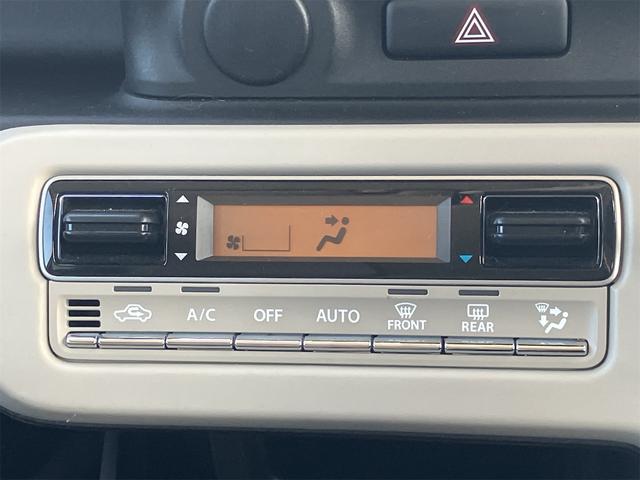 A/C OFF AUTO FRONT REAR